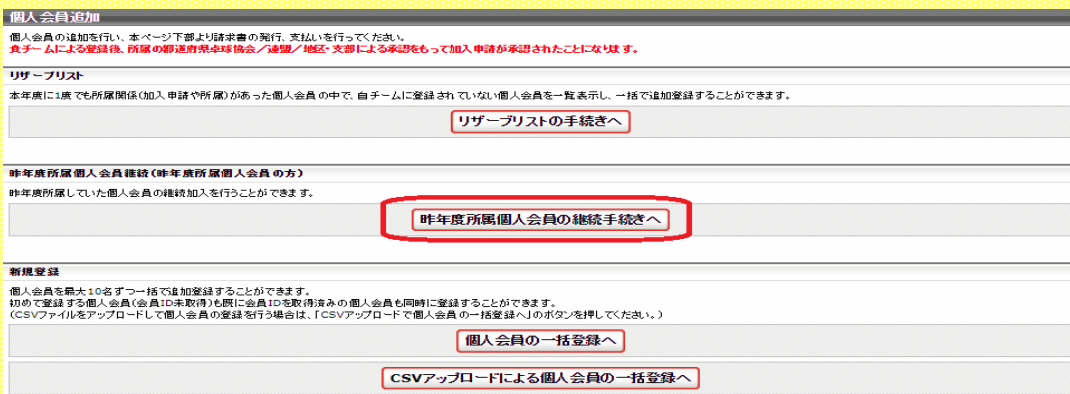 個人会員追加
個人会員の追加を行い、本ページ下部より請求書の発行、支払いを行ってください。
貴チームによる登録後、所属の都道府県卓球協会／連盟／地区・支部による承認をもって加入申請が承認されたことになります。
リザーブリスト
本年度に1度でも所属関係(加入申請や所属)があった個人会員の中で、自チームに登録されていない個人会員を一覧表示し、一括で追加登録することができます。
リザーブリストの手続きへ
昨年度所属個人会員継続(昨年度所属個人会員の方)
昨年度所属していた個人会員の継続加入を行うことができます。
昨年度所属個人会員の継続手続きへ
新規登録
個人会員を最大10名ずつ一括で追加登録することができます。
初めて登録する個人会員(会員ID未取得)も既に会員IDを取得済みの個人会員も同時に登録することができます。
(CSVファイルをアップロードして個人会員の登録を行う場合は、「CSVアップロードで個人会員の一括登録へ」のボタンを押してください。)
個人会員の一括登録へ
CSVアップロードによる個人会員の一括登録へ